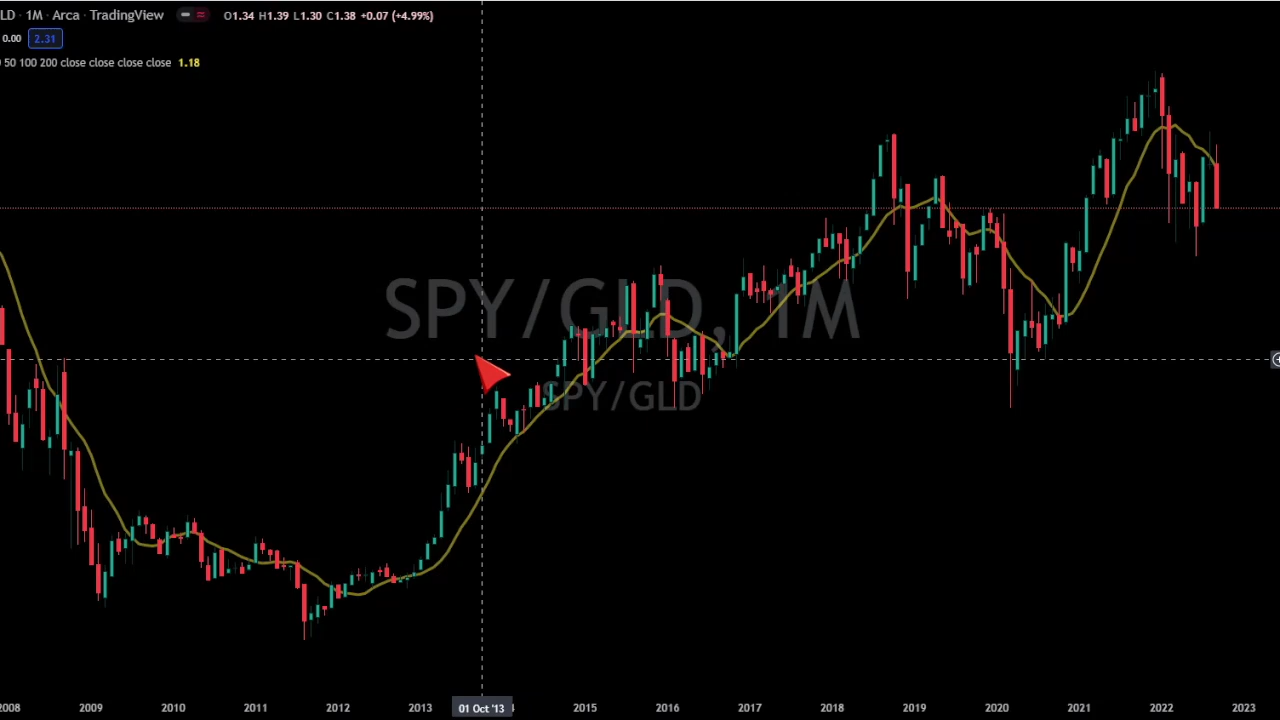 LD · 1M · Arca · TradingView O1.34 H1.39 L1.30 C1.38 +0.07 (+4.99%)
0.00 2.31
50 100 200 close close close close 1.18
SPY/GLD, 1M
SPY/GLD
2008 2009 2010 2011 2012 2013 01 Oct '13 2015 2016 2017 2018 2019 2020 2021 2022 2023